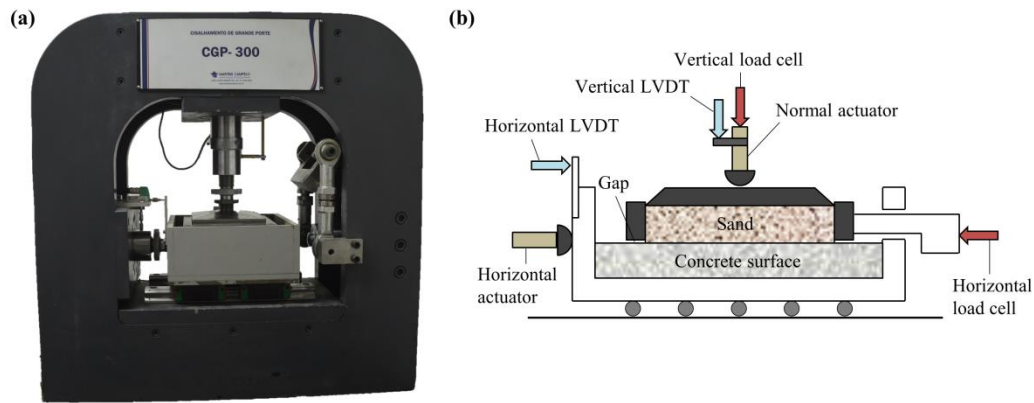 (a)
CISALHAMENTO DE GRANDE PORTE
CGP- 300
(b)
Vertical load cell
Vertical LVDT
Normal actuator
Horizontal LVDT
Gap
Sand
Concrete surface
Horizontal
actuator
Horizontal
load cell